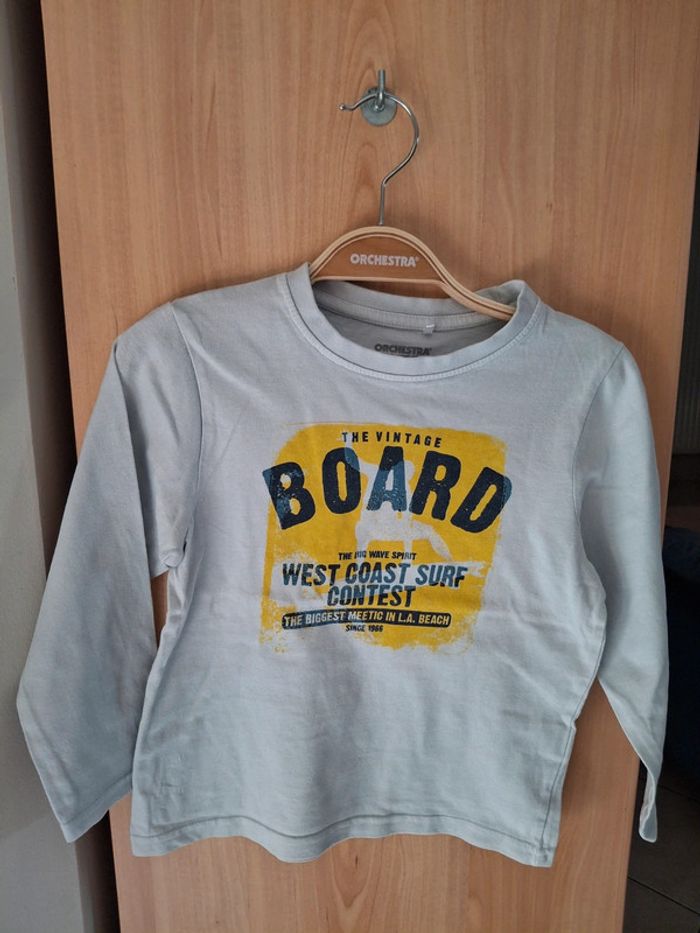 ORCHESTRA®
ORCHESTRA®
THE VINTAGE
BOARD
THE BIG WAVE SPIRIT
WEST COAST SURF
CONTEST
THE BIGGEST MEETIC IN L.A. BEACH
SINCE 1966